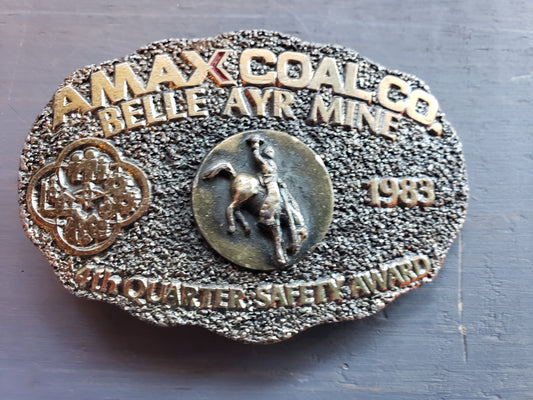 AMAX COAL CO.
BELLE AYR MINE
1983
4th QUARTER SAFETY AWARD